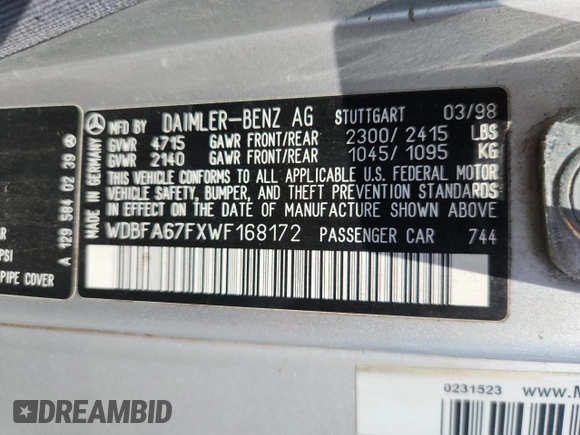 DAIMLER-BENZ AG STUTTGART 03/98
GVWR 4715 GAWR FRONT/REAR 2300/ 2415 LBS
GVWR 2140 GAWR FRONT/REAR 1045/ 1095 KG
THIS VEHICLE CONFORMS TO ALL APPLICABLE U.S. FEDERAL MOTOR
VEHICLE SAFETY, BUMPER, AND THEFT PREVENTION STANDARDS
IN EFFECT ON THE DATE OF MANUFACTURE SHOWN ABOVE
WDBFA67FXWF168172 PASSENGER CAR 744
MADE IN GERMANY
A 129 584 02 39
PSI
PIPE COVER
0231523 www.M
DREAMBID